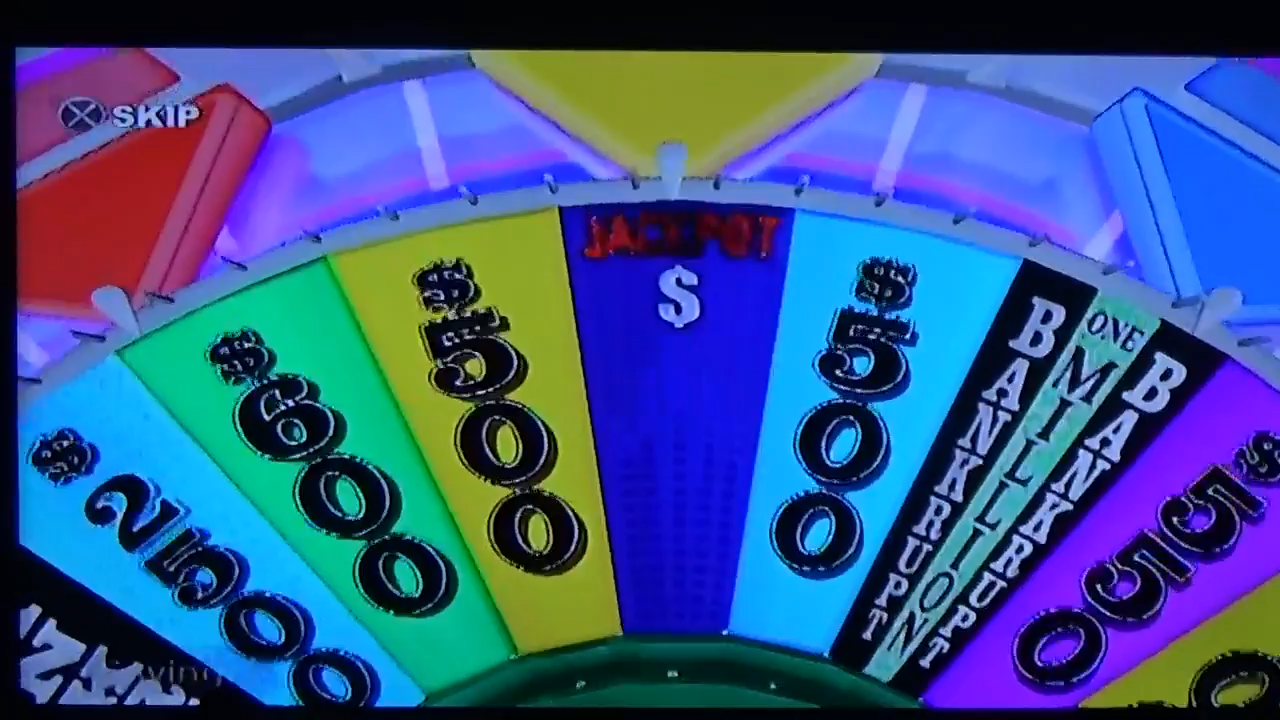 SKIP
$2500
$600
$500
JACKPOT
$
$500
BANKRUPT
ONE MILLION
BANKRUPT
$550